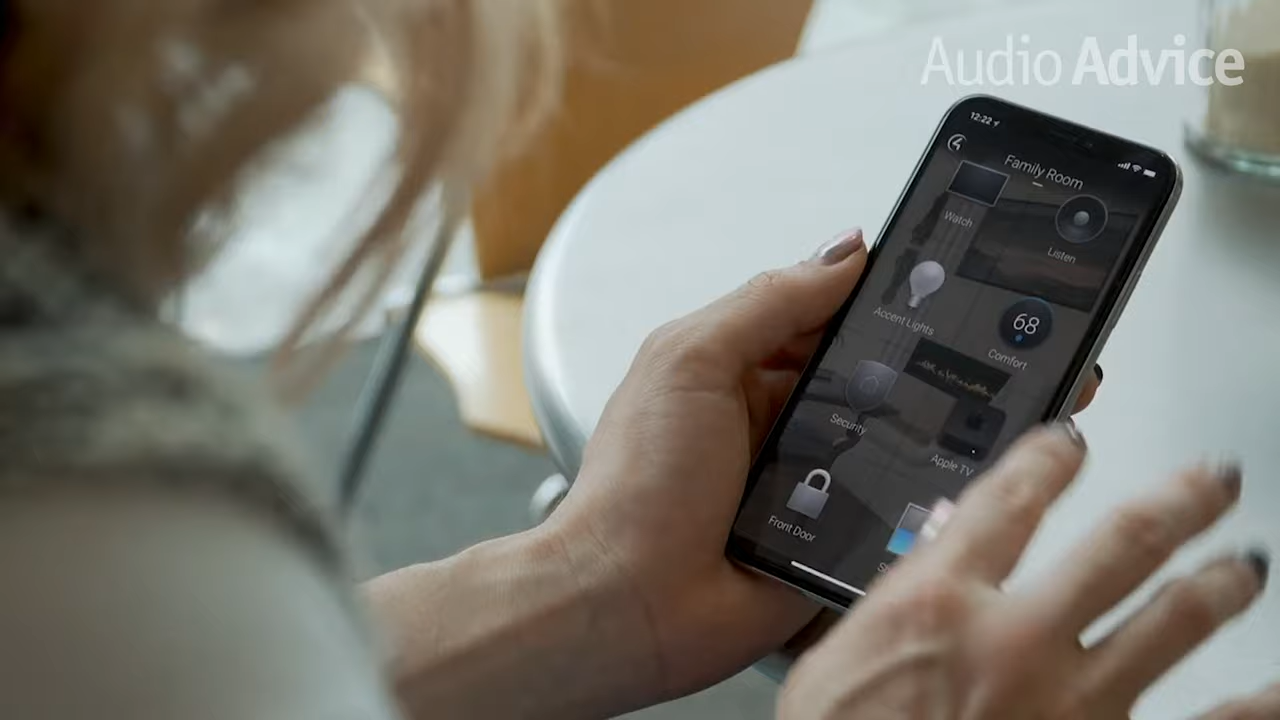 Audio Advice
12:22
Family Room
Watch
Listen
Accent Lights
68
Comfort
Security
Apple TV
Front Door